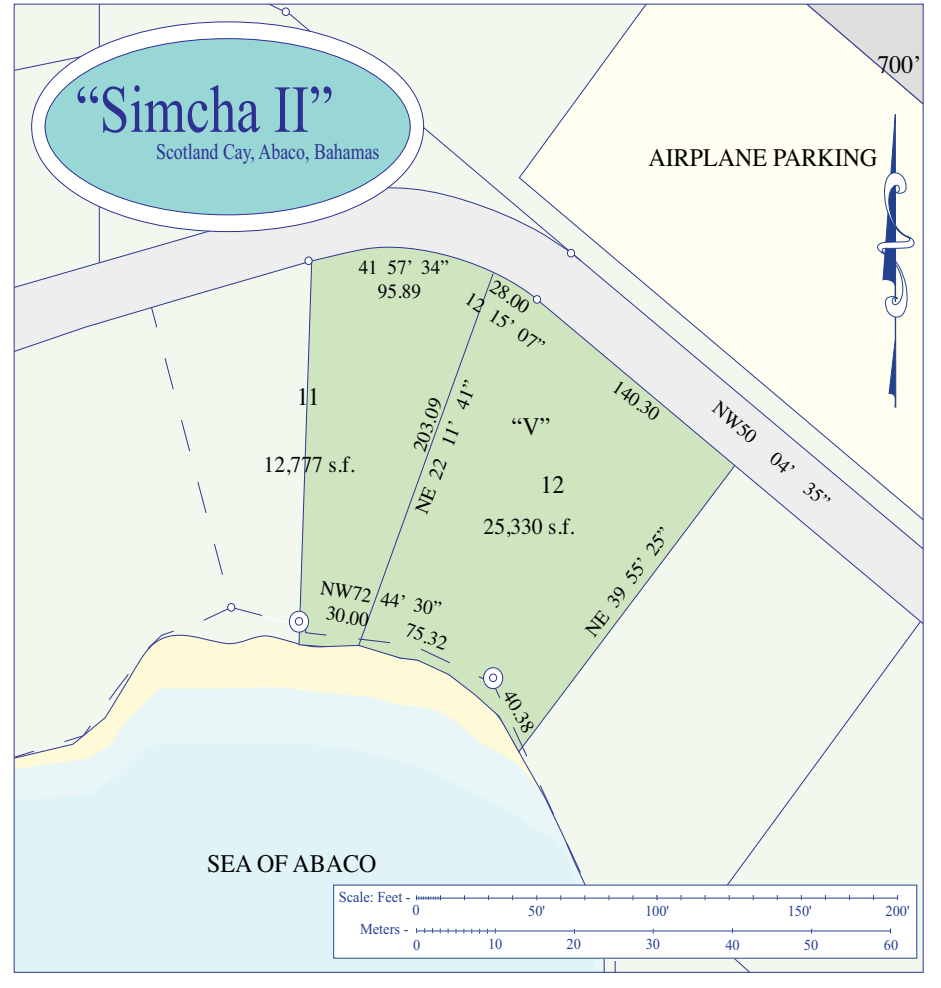 “Simcha II”
Scotland Cay, Abaco, Bahamas
700’
AIRPLANE PARKING
41 57’ 34”
95.89
28.00
12 15’ 07”
140.30
NW50 04’ 35”
11
12,777 s.f.
203.09
NE 22 11’ 41”
“V”
12
25,330 s.f.
NE 39 55’ 25”
NW72 44’ 30”
30.00
75.32
40.38
SEA OF ABACO
Scale: Feet -
0 50' 100' 150' 200'
Meters -
0 10 20 30 40 50 60